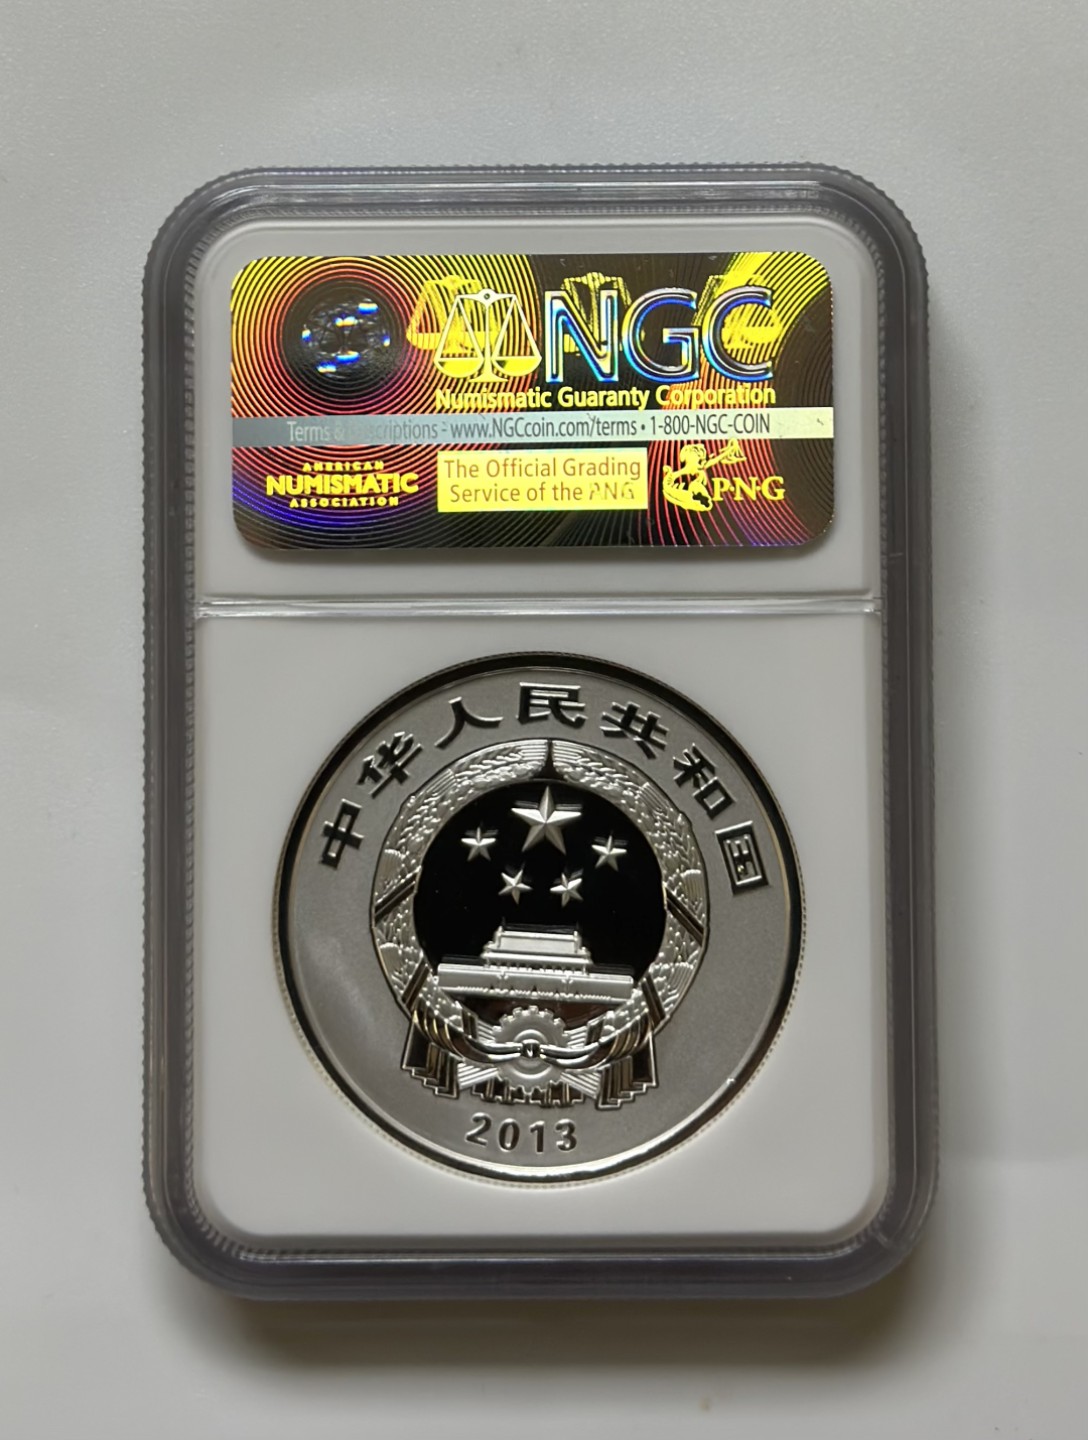 NGC
Numismatic Guaranty Corporation
Terms & Descriptions - www.NGCcoin.com/terms • 1-800-NGC-COIN
AMERICAN
NUMISMATIC
ASSOCIATION
The Official Grading
Service of the PNG
PNG
中华人民共和国
2013